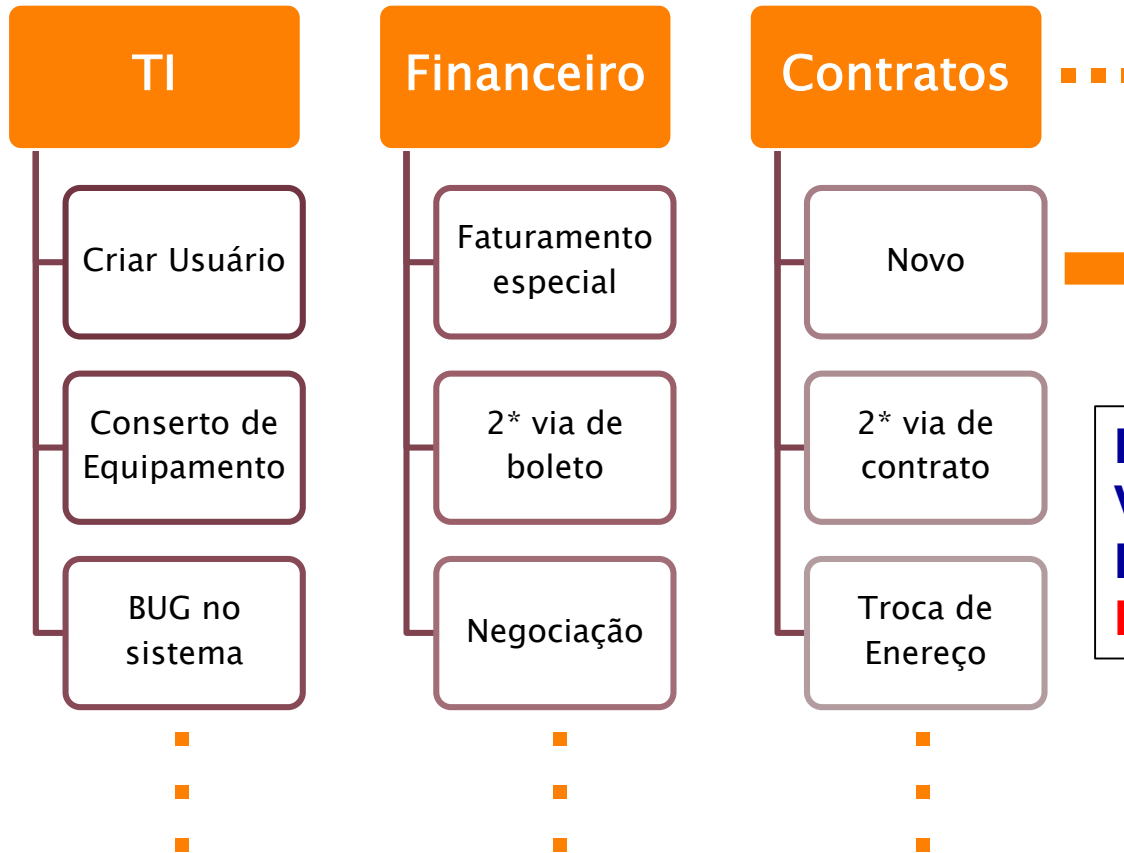 TI
Criar Usuário
Conserto de
Equipamento
BUG no
sistema
Financeiro
Faturamento
especial
2* via de
boleto
Negociação
Contratos
Novo
2* via de
contrato
Troca de
Enereço